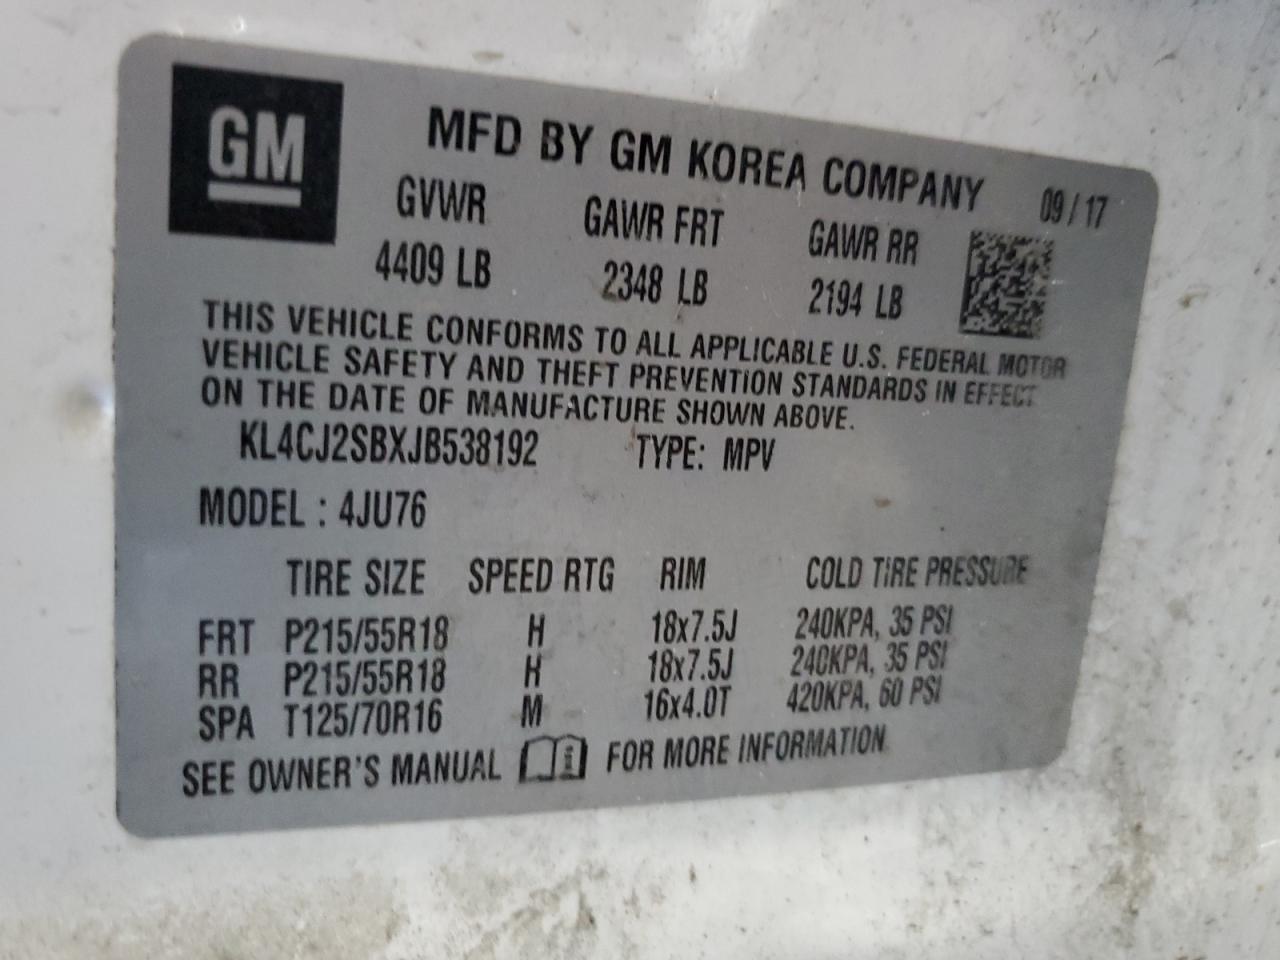 GM
MFD BY GM KOREA COMPANY 09/17
GVWR GAWR FRT GAWR RR
4409 LB 2348 LB 2194 LB
THIS VEHICLE CONFORMS TO ALL APPLICABLE U.S. FEDERAL MOTOR
VEHICLE SAFETY AND THEFT PREVENTION STANDARDS IN EFFECT
ON THE DATE OF MANUFACTURE SHOWN ABOVE.
KL4CJ2SBXJB538192 TYPE: MPV
MODEL : 4JU76
TIRE SIZE SPEED RTG RIM COLD TIRE PRESSURE
FRT P215/55R18 H 18x7.5J 240KPA, 35 PSI
RR P215/55R18 H 18x7.5J 240KPA, 35 PSI
SPA T125/70R16 M 16x4.0T 420KPA, 60 PSI
SEE OWNER'S MANUAL FOR MORE INFORMATION